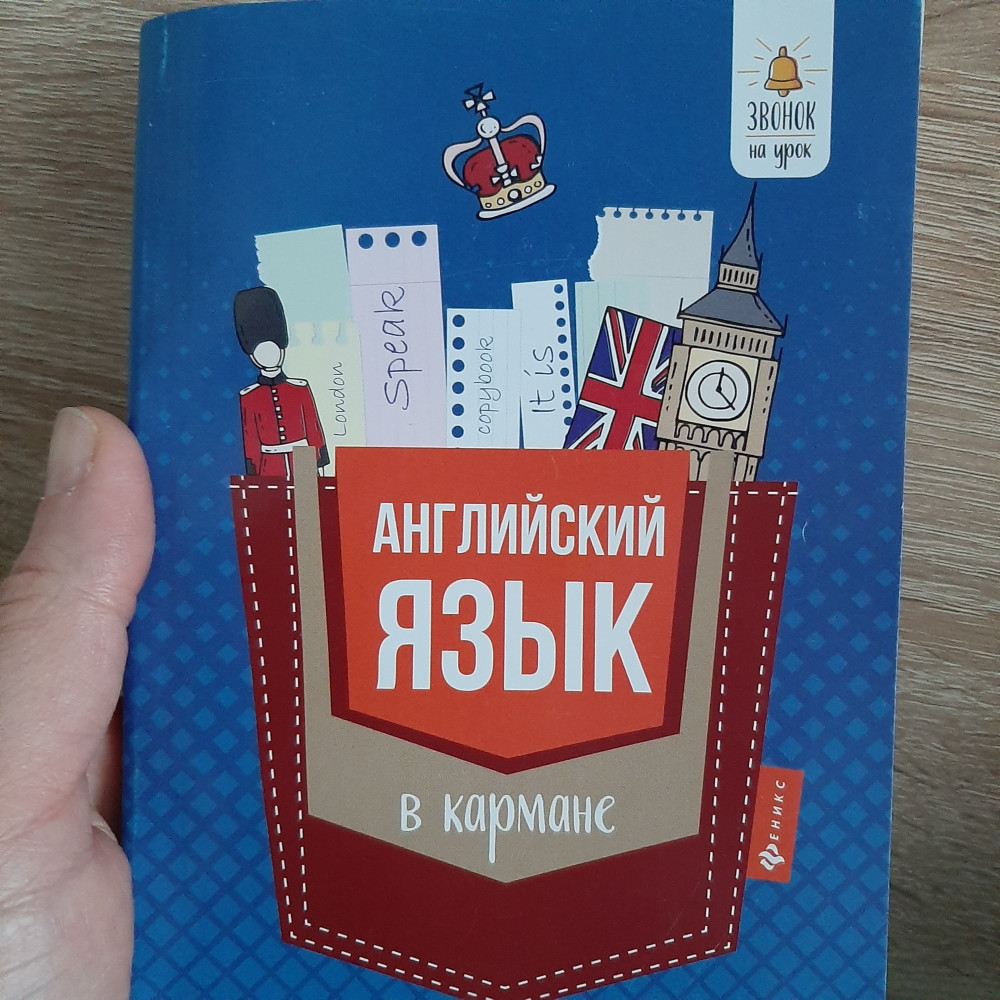 ЗВОНОК
на урок
London
Speak
copybook
It is
АНГЛИЙСКИЙ
ЯЗЫК
в кармане
ФЕНИКС